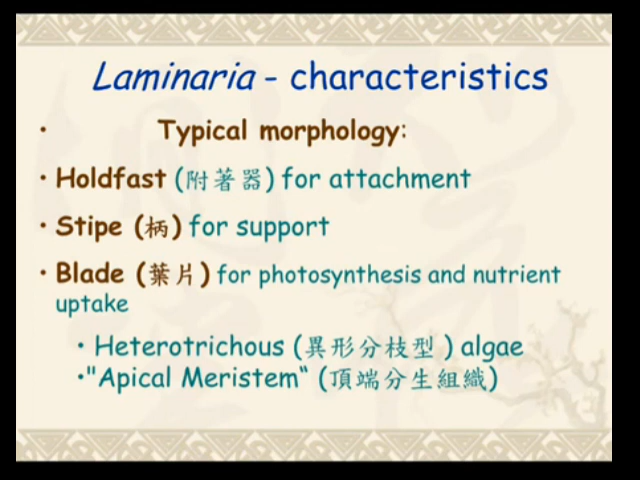 Laminaria - characteristics
• Typical morphology:
• Holdfast (附著器) for attachment
• Stipe (柄) for support
• Blade (葉片) for photosynthesis and nutrient
uptake
• Heterotrichous (異形分枝型 ) algae
•"Apical Meristem“ (頂端分生組織)